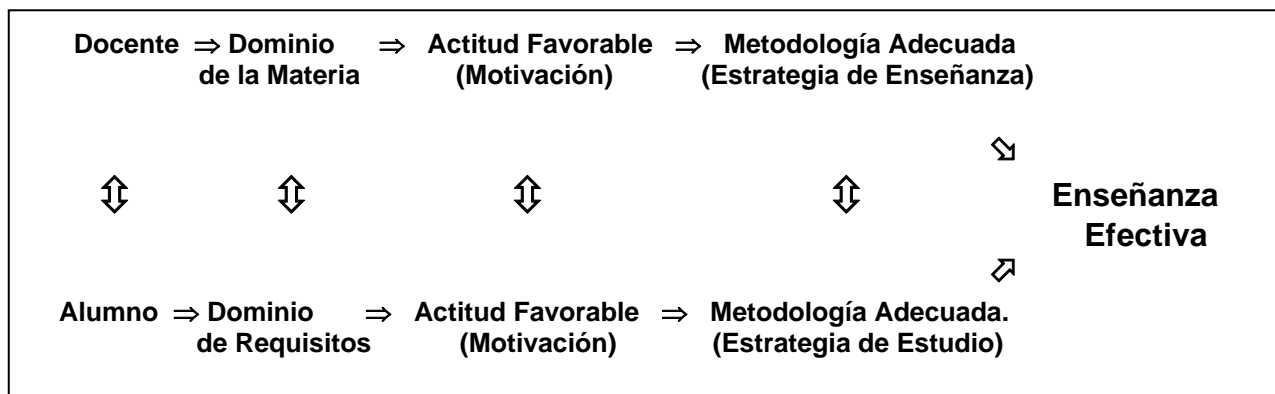 Docente ⇒ Dominio ⇒ Actitud Favorable ⇒ Metodología Adecuada
de la Materia (Motivación) (Estrategia de Enseñanza)
Enseñanza
Efectiva
Alumno ⇒ Dominio ⇒ Actitud Favorable ⇒ Metodología Adecuada.
de Requisitos (Motivación) (Estrategia de Estudio)